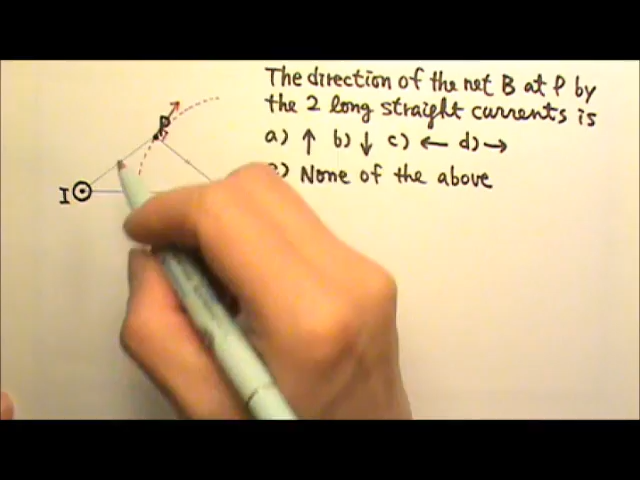 The direction of the net B at P by
the 2 long straight currents is
a) ↑ b) ↓ c) ← d) →
) None of the above
P
I